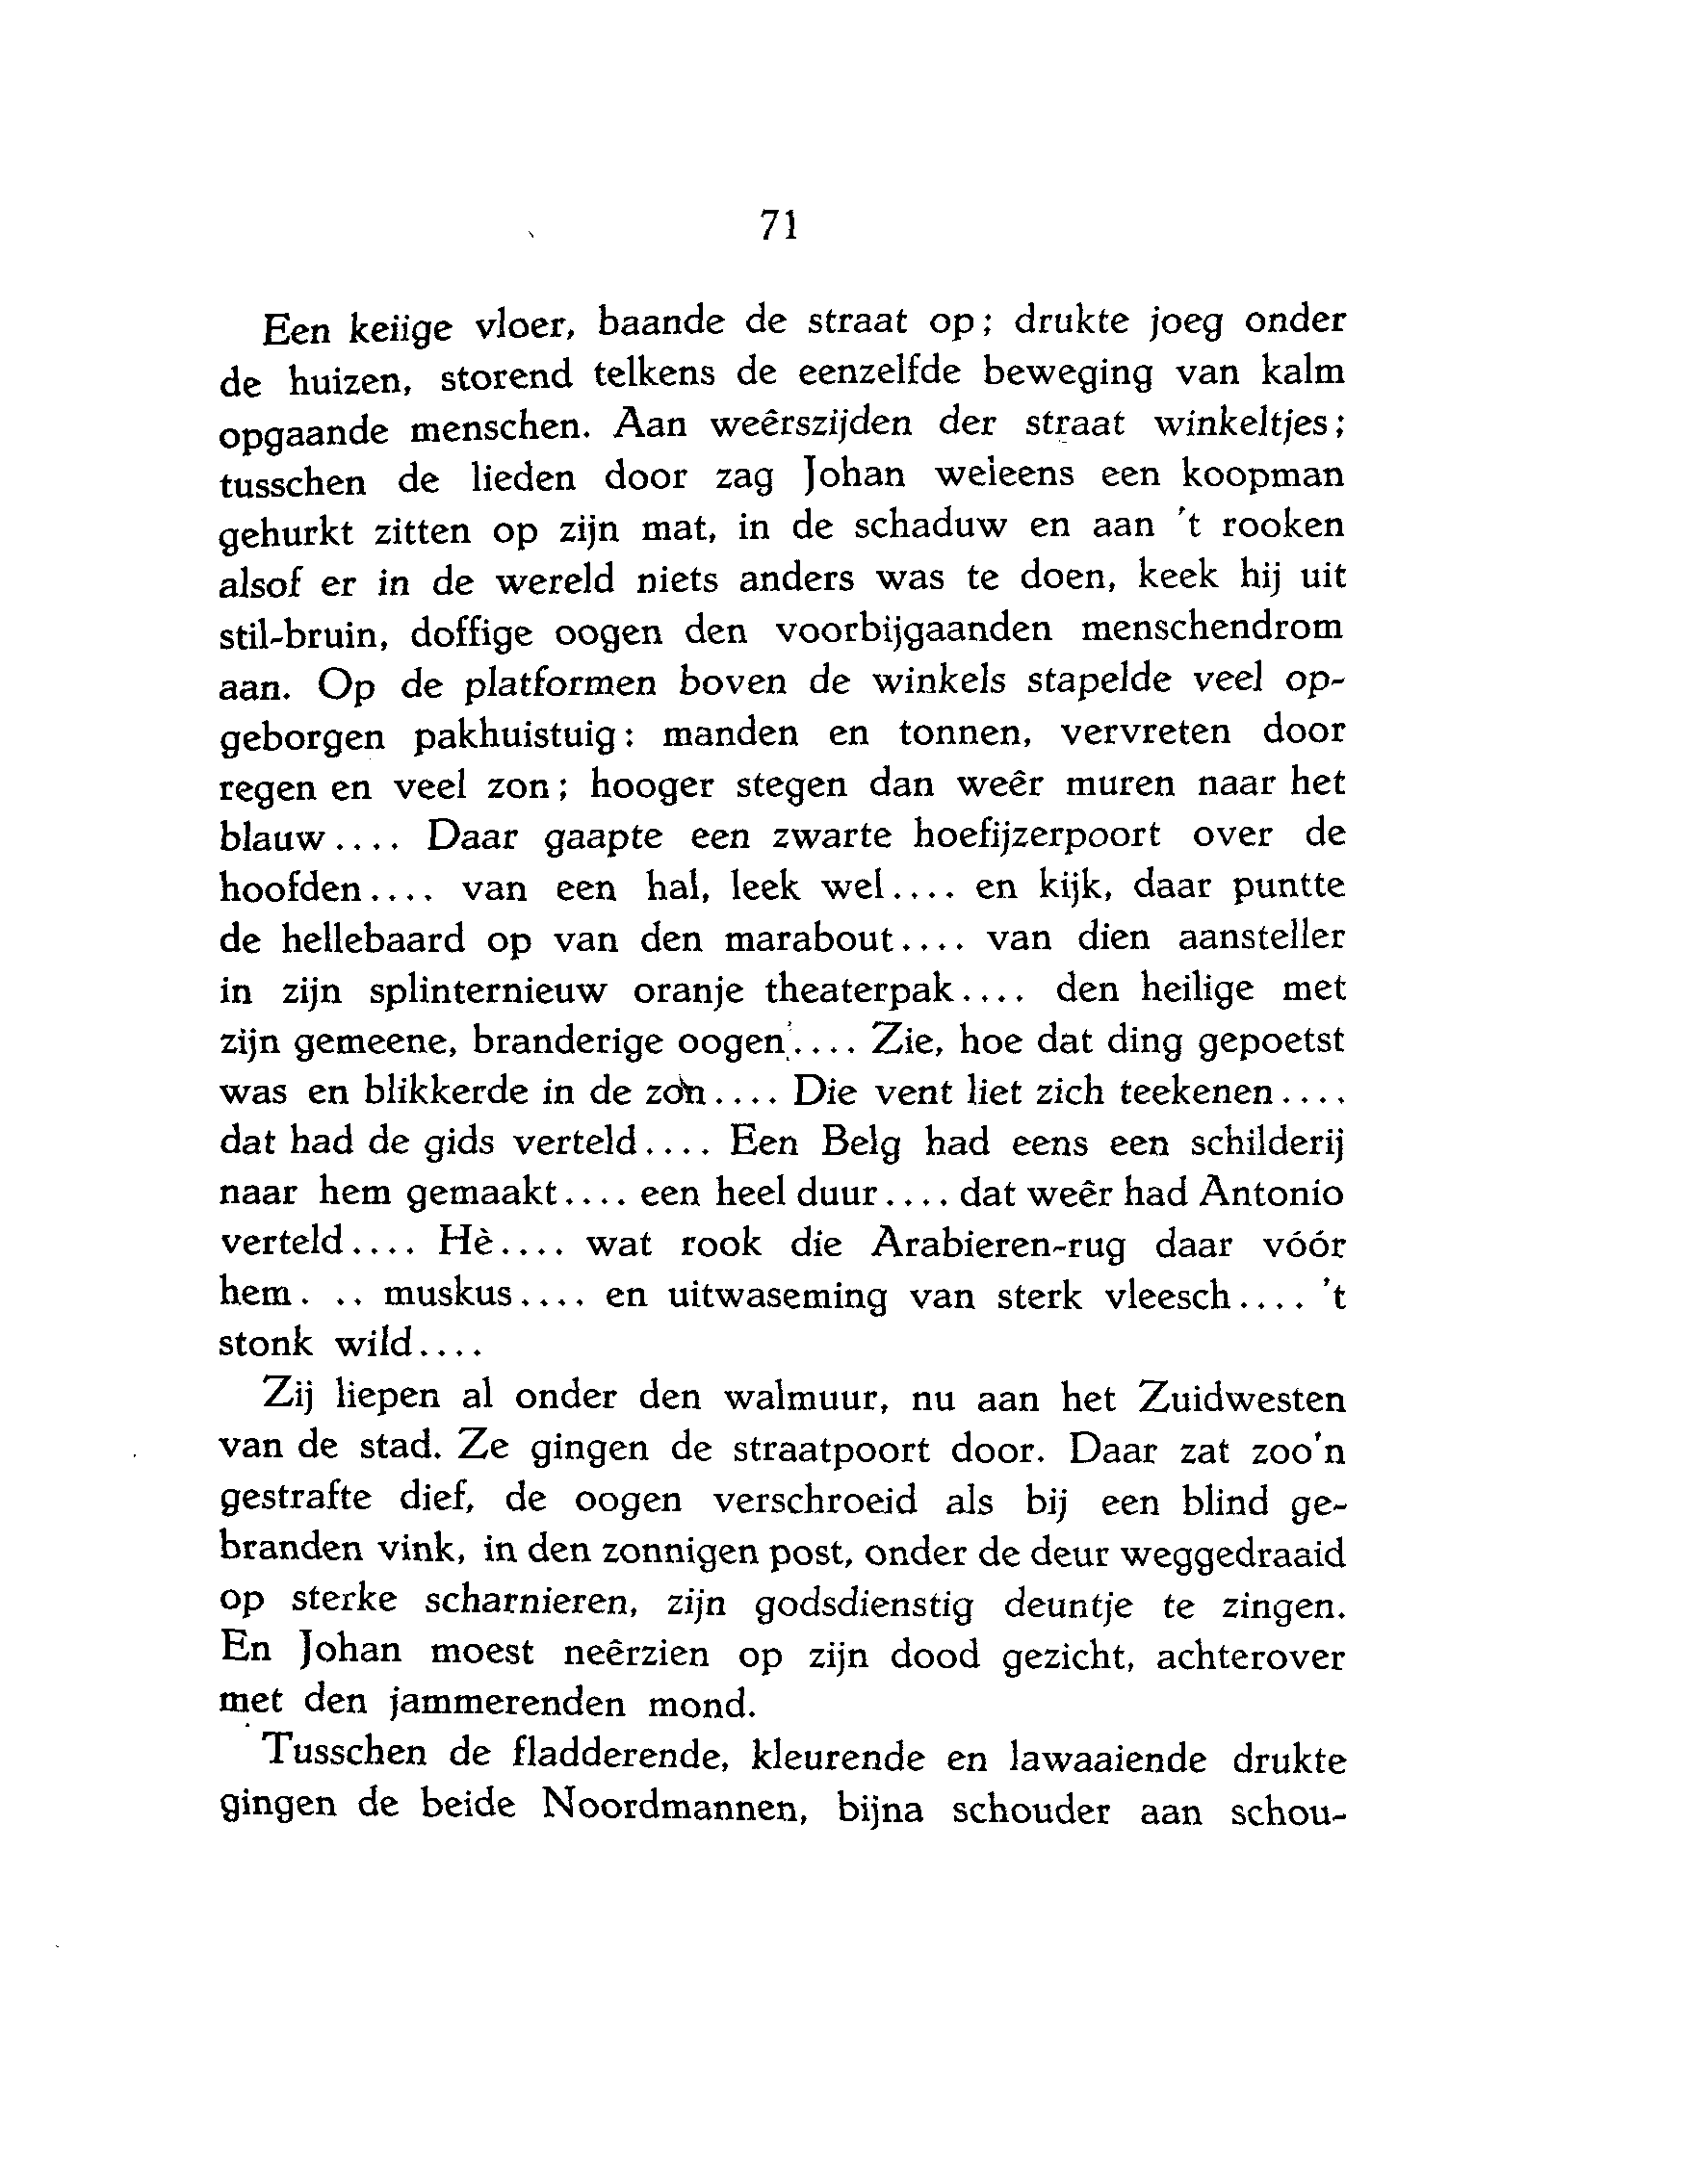 71
Een keiige vloer, baande de straat op; drukte joeg onder
de huizen, storend telkens de eenzelfde beweging van kalm
opgaande menschen. Aan weêrszijden der straat winkeltjes;
tusschen de lieden door zag Johan weleens een koopman
gehurkt zitten op zijn mat, in de schaduw en aan 't rooken
alsof er in de wereld niets anders was te doen, keek hij uit
stil-bruin, doffige oogen den voorbijgaanden menschendrom
aan. Op de platformen boven de winkels stapelde veel op-
geborgen pakhuistuig: manden en tonnen, vervreten door
regen en veel zon; hooger stegen dan weêr muren naar het
blauw.... Daar gaapte een zwarte hoefijzerpoort over de
hoofden.... van een hal, leek wel.... en kijk, daar puntte
de hellebaard op van den marabout.... van dien aansteller
in zijn splinternieuw oranje theaterpak.... den heilige met
zijn gemeene, branderige oogen.... Zie, hoe dat ding gepoetst
was en blikkerde in de zon.... Die vent liet zich teekenen....
dat had de gids verteld.... Een Belg had eens een schilderij
naar hem gemaakt.... een heel duur.... dat weêr had Antonio
verteld.... Hè.... wat rook die Arabieren-rug daar vóór
hem. .. muskus.... en uitwaseming van sterk vleesch.... 't
stonk wild....
Zij liepen al onder den walmuur, nu aan het Zuidwesten
van de stad. Ze gingen de straatpoort door. Daar zat zoo'n
gestrafte dief, de oogen verschroeid als bij een blind ge-
branden vink, in den zonnigen post, onder de deur weggedraaid
op sterke scharnieren, zijn godsdienstig deuntje te zingen.
En Johan moest neêrzien op zijn dood gezicht, achterover
met den jammerenden mond.
Tusschen de fladderende, kleurende en lawaaiende drukte
gingen de beide Noordmannen, bijna schouder aan schou-